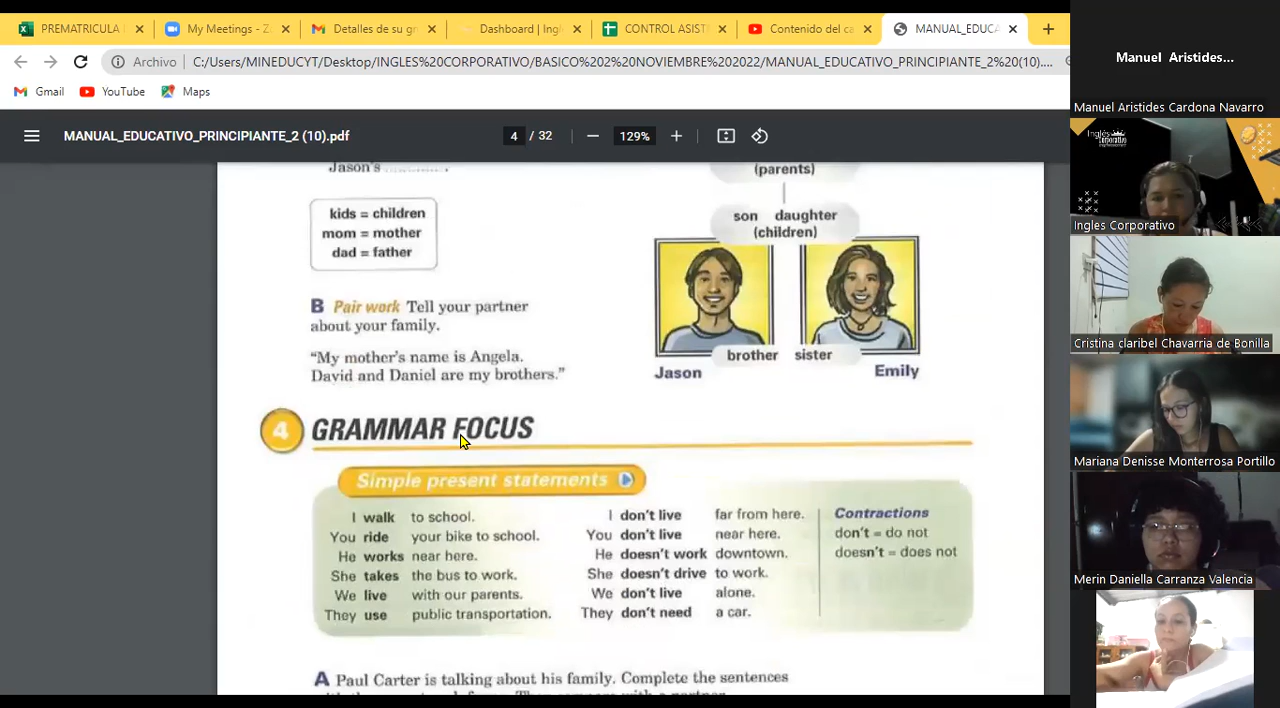 PREMATRICULA
My Meetings - Z
Detalles de su gr
Dashboard | Ingl
CONTROL ASIST
Contenido del ca
MANUAL_EDUCA
Archivo
C:/Users/MINEDUCYT/Desktop/INGLES%20CORPORATIVO/BASICO%202%20NOVIEMBRE%202022/MANUAL_EDUCATIVO_PRINCIPIANTE_2%20(10)....
Gmail
YouTube
Maps
MANUAL_EDUCATIVO_PRINCIPIANTE_2 (10).pdf
4 / 32
129%
Jason's
(parents)
kids = children
mom = mother
dad = father
son daughter
(children)
B Pair work Tell your partner
about your family.
"My mother's name is Angela.
David and Daniel are my brothers."
brother sister
Jason
Emily
4 GRAMMAR FOCUS
Simple present statements
I walk to school.
You ride your bike to school.
He works near here.
She takes the bus to work.
We live with our parents.
They use public transportation.
I don't live far from here.
You don't live near here.
He doesn't work downtown.
She doesn't drive to work.
We don't live alone.
They don't need a car.
Contractions
don't = do not
doesn't = does not
A Paul Carter is talking about his family. Complete the sentences
Manuel Aristides...
Manuel Aristides Cardona Navarro
Inglés
Corporativo
Ingles Corporativo
Cristina claribel Chavarria de Bonilla
Mariana Denisse Monterrosa Portillo
Merin Daniella Carranza Valencia